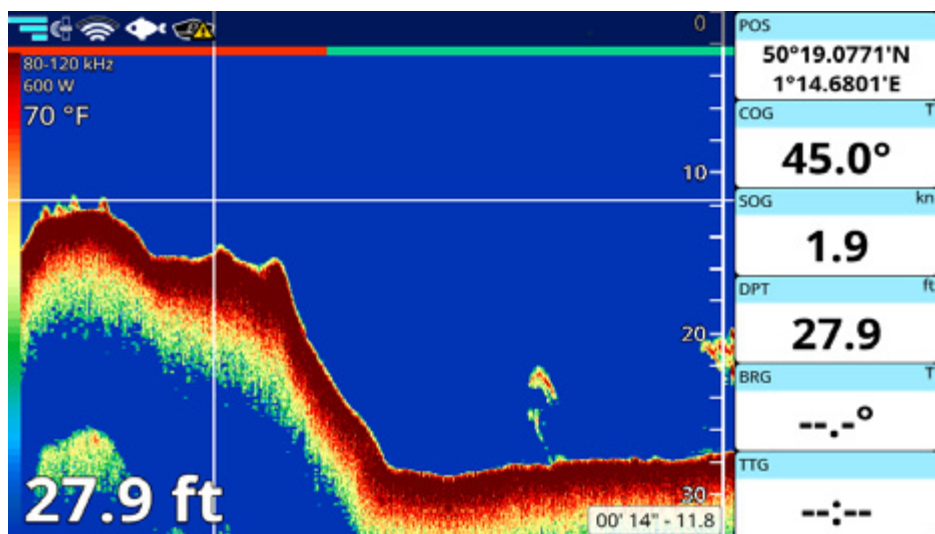 0
80-120 kHz
600 W
70 °F
10
20
30
27.9 ft
00' 14" - 11.8
POS
50°19.0771'N
1°14.6801'E
COG T
45.0°
SOG kn
1.9
DPT ft
27.9
BRG T
--.-°
TTG
--:--